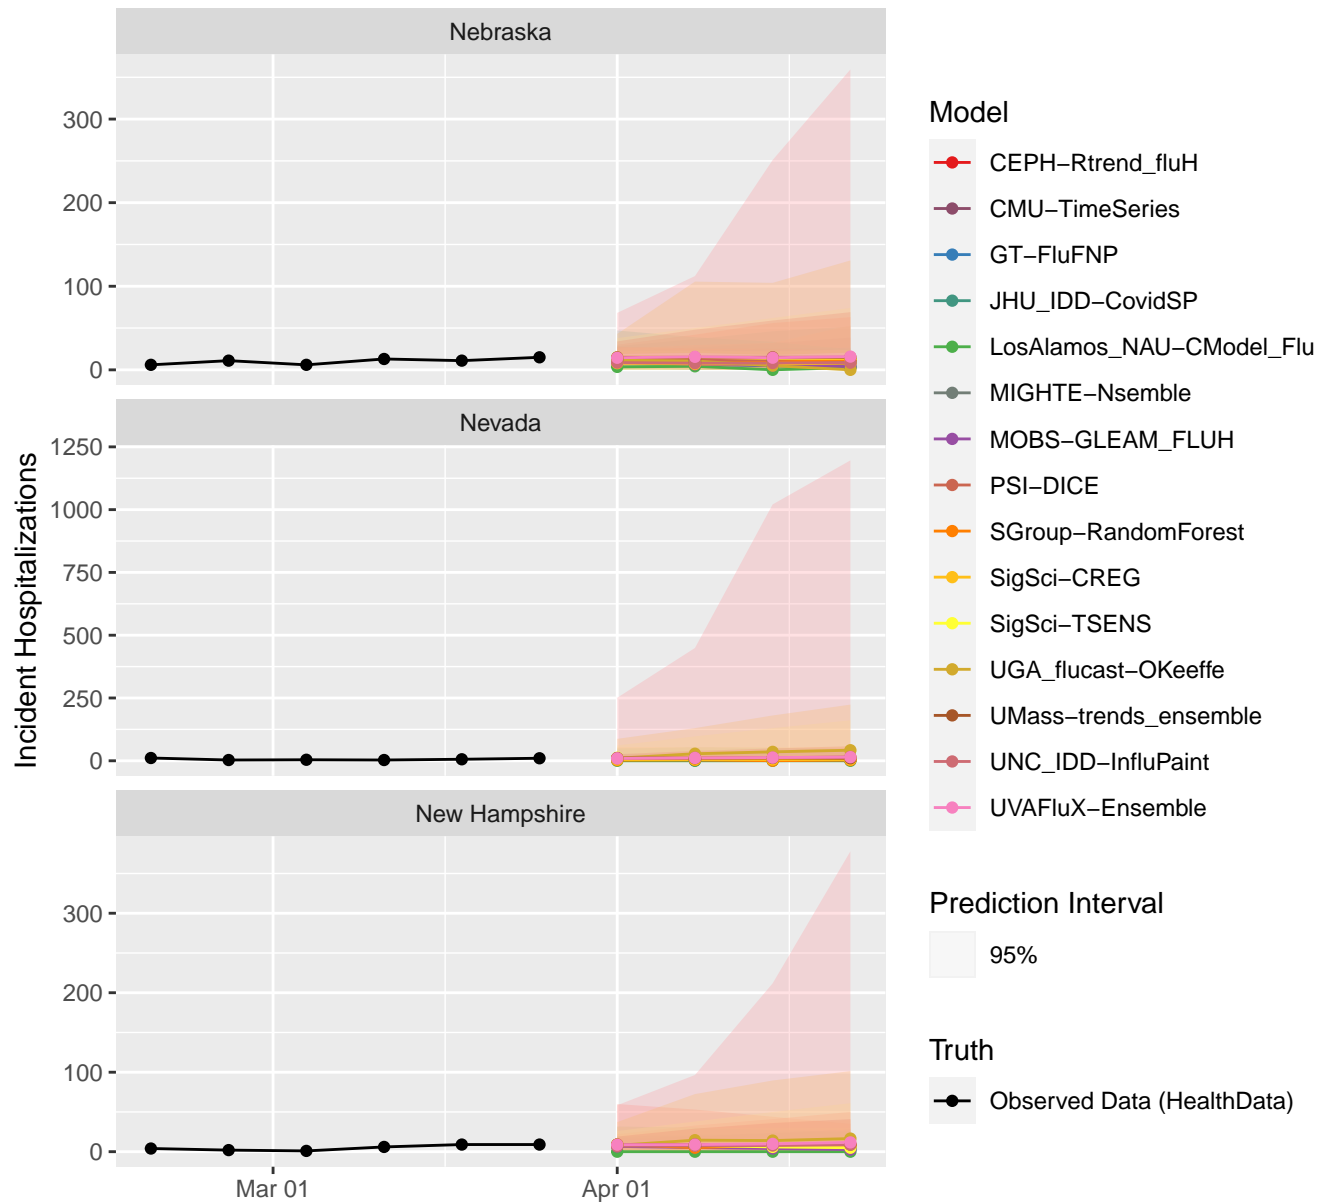 Nebraska
300
200
100
0
Nevada
1250
1000
750
500
250
0
New Hampshire
300
200
100
0
Mar 01
Apr 01
Incident Hospitalizations
Model
CEPH−Rtrend_fluH
CMU−TimeSeries
GT−FluFNP
JHU_IDD−CovidSP
LosAlamos_NAU−CModel_Flu
MIGHTE−Nsemble
MOBS−GLEAM_FLUH
PSI−DICE
SGroup−RandomForest
SigSci−CREG
SigSci−TSENS
UGA_flucast−OKeeffe
UMass−trends_ensemble
UNC_IDD−InfluPaint
UVAFluX−Ensemble
Prediction Interval
95%
Truth
Observed Data (HealthData)